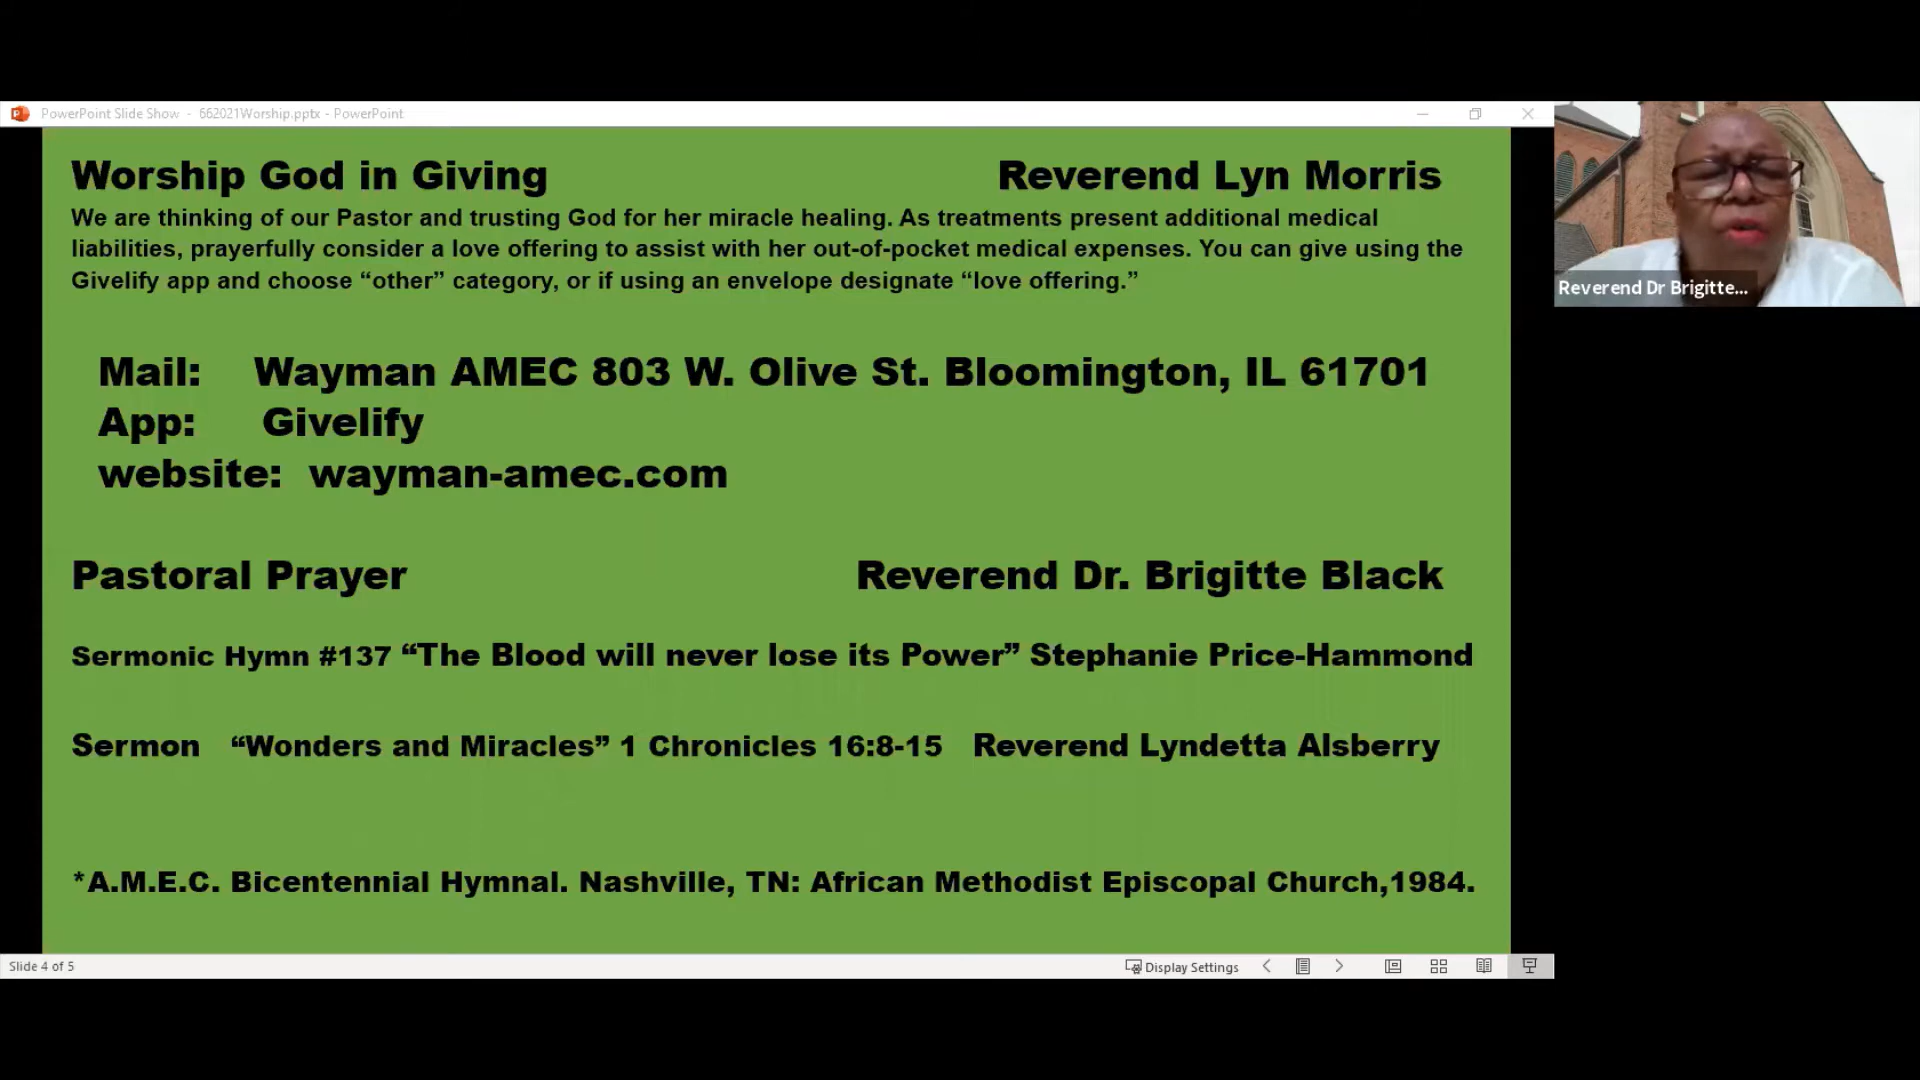 PowerPoint Slide Show - 662021Worship.pptx - PowerPoint
Worship God in Giving Reverend Lyn Morris
We are thinking of our Pastor and trusting God for her miracle healing. As treatments present additional medical
liabilities, prayerfully consider a love offering to assist with her out-of-pocket medical expenses. You can give using the
Givelify app and choose “other” category, or if using an envelope designate “love offering.”
Mail: Wayman AMEC 803 W. Olive St. Bloomington, IL 61701
App: Givelify
website: wayman-amec.com
Pastoral Prayer Reverend Dr. Brigitte Black
Sermonic Hymn #137 “The Blood will never lose its Power” Stephanie Price-Hammond
Sermon “Wonders and Miracles” 1 Chronicles 16:8-15 Reverend Lyndetta Alsberry
*A.M.E.C. Bicentennial Hymnal. Nashville, TN: African Methodist Episcopal Church,1984.
Slide 4 of 5 Display Settings
Reverend Dr Brigitte...